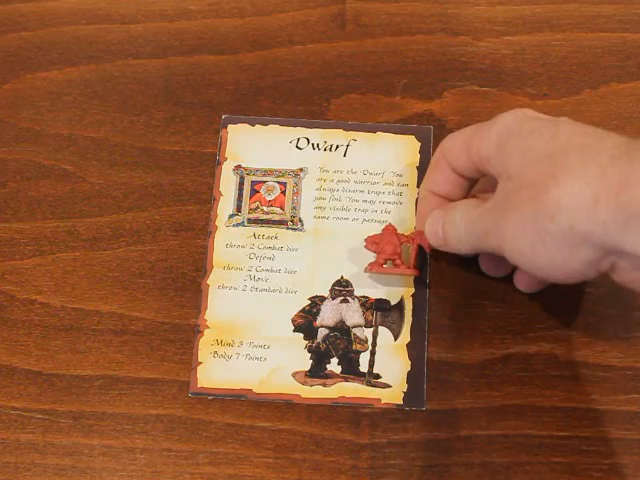 Dwarf
You are the Dwarf. You
are a good warrior and can
always disarm traps that
you find. You may remove
any visible trap in the
same room or passage.
Attack
throw 2 Combat dice
Defend
throw 2 Combat dice
Move
throw 2 Standard dice
Mind 3 Points
Body 7 Points